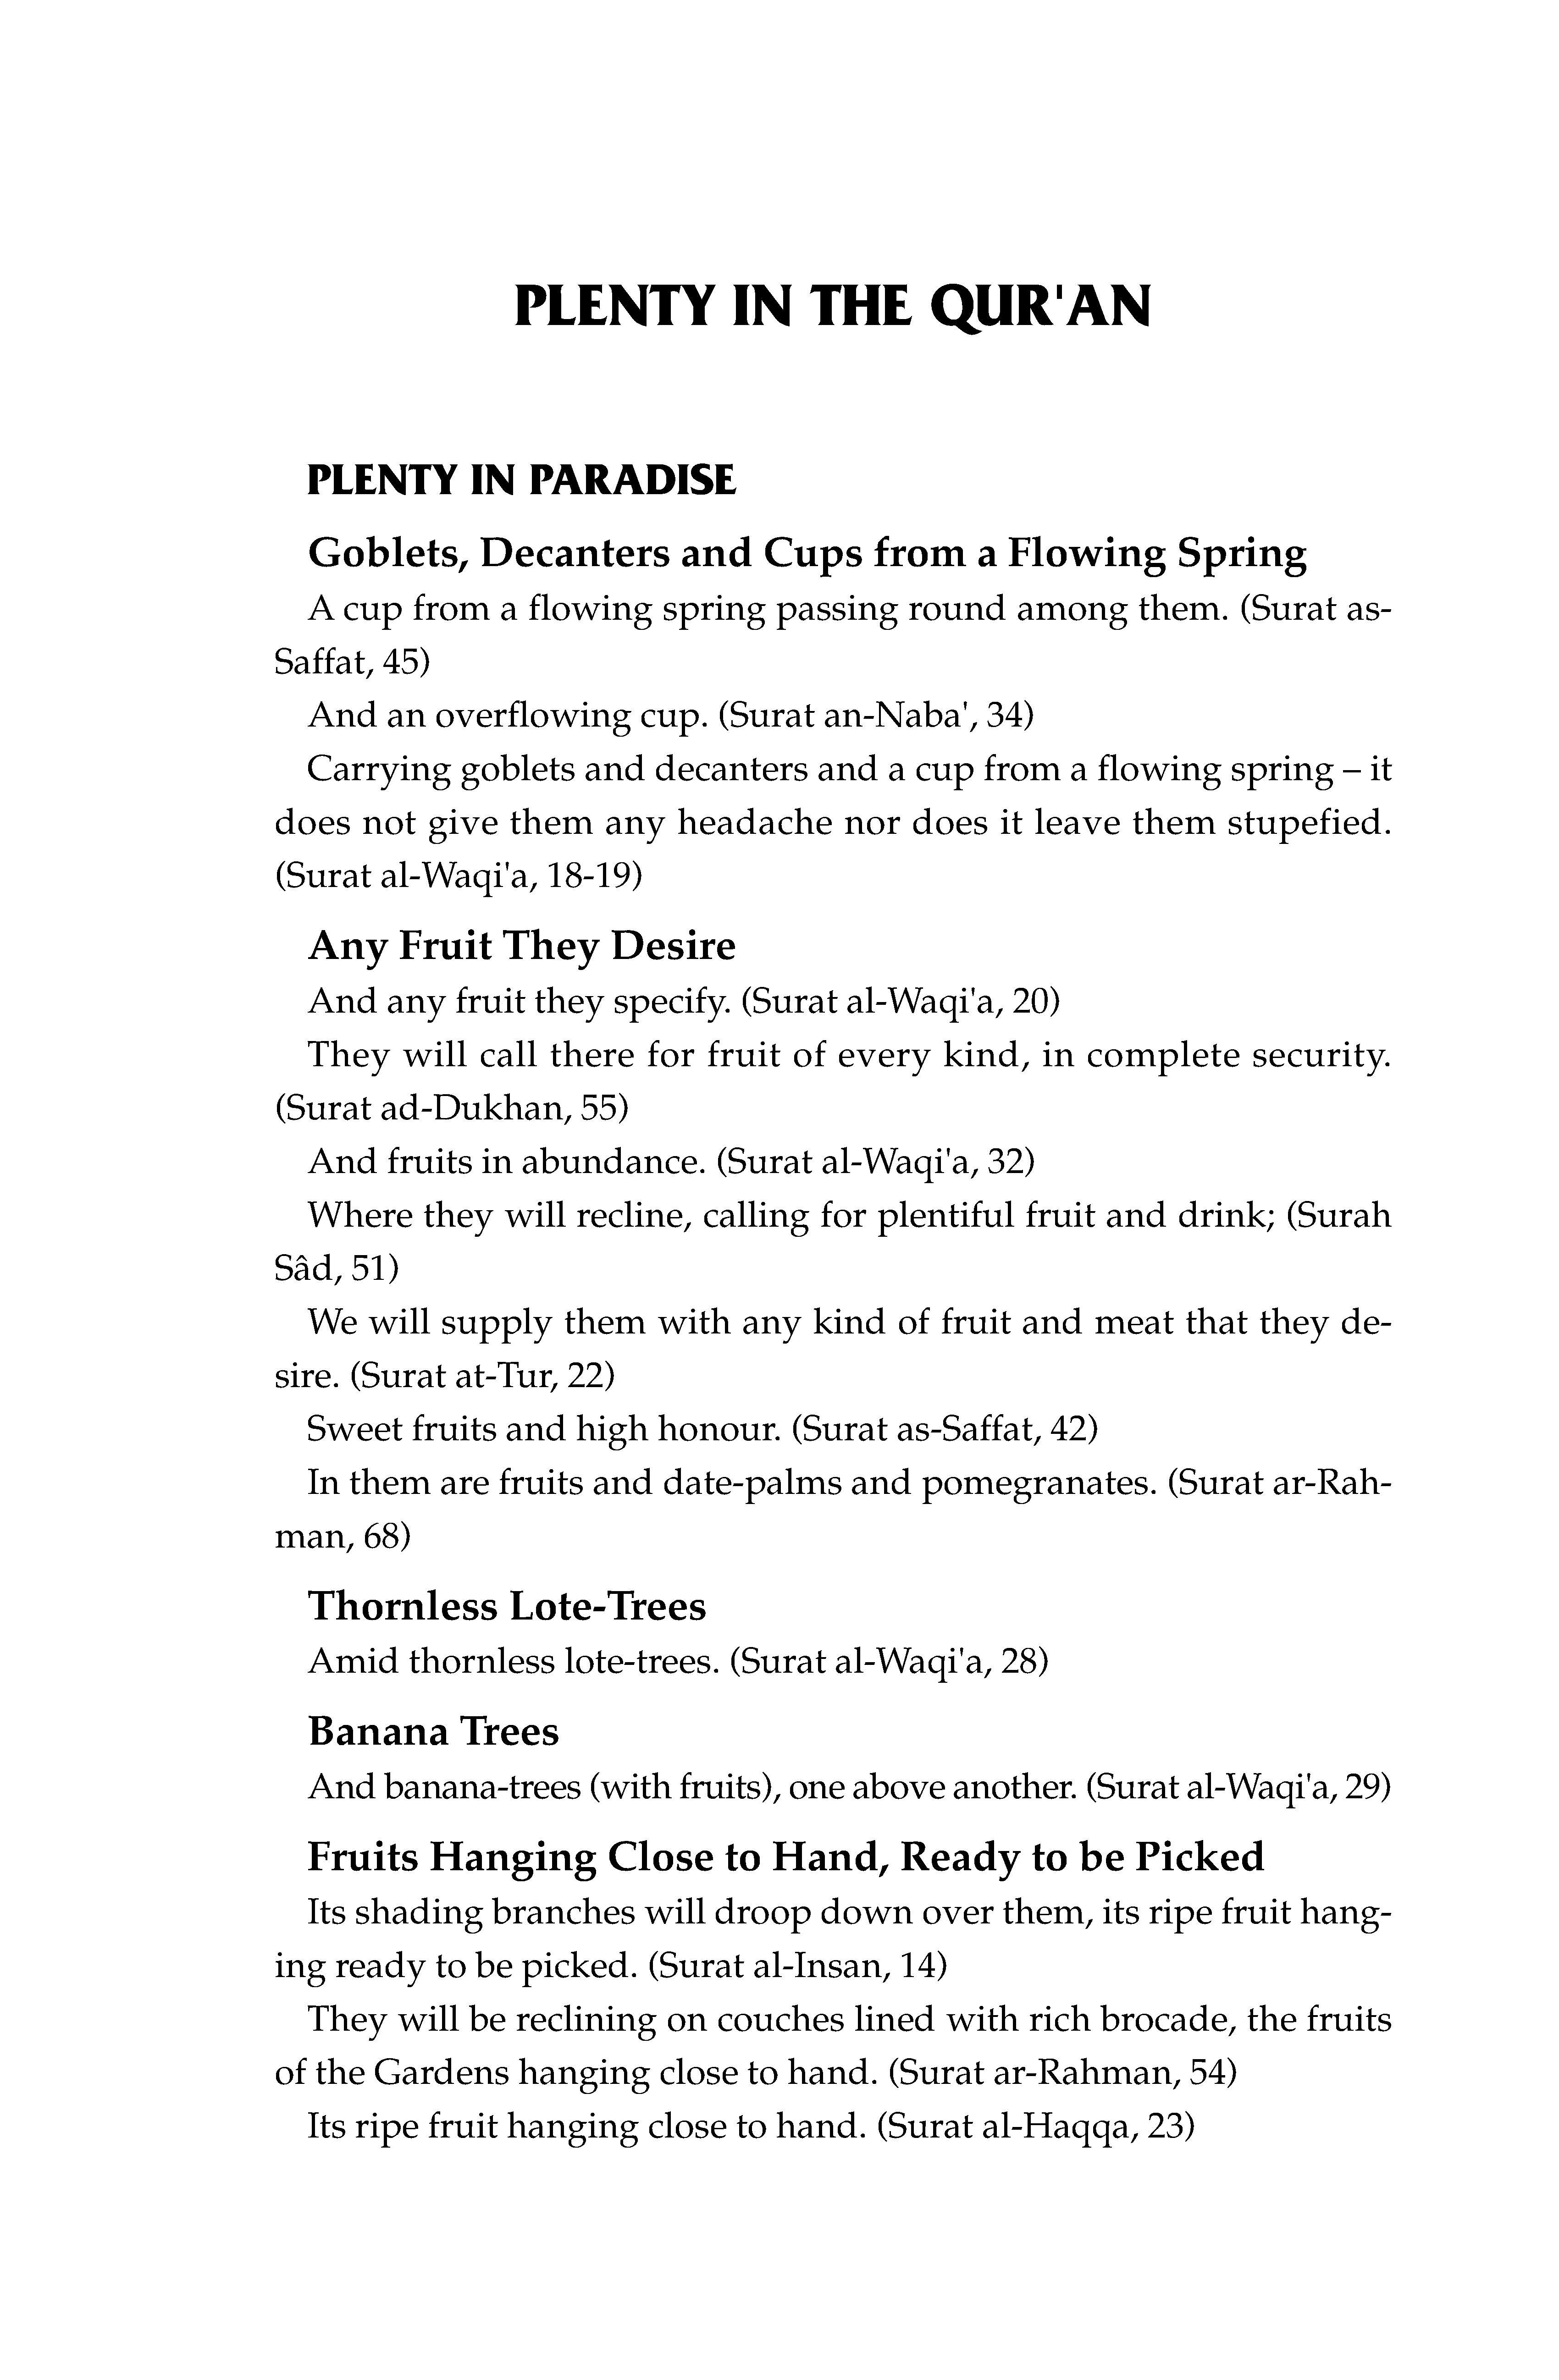 PLENTY IN THE QUR'AN
PLENTY IN PARADISE
Goblets, Decanters and Cups from a Flowing Spring
A cup from a flowing spring passing round among them. (Surat as-
Saffat, 45)
And an overflowing cup. (Surat an-Naba', 34)
Carrying goblets and decanters and a cup from a flowing spring – it
does not give them any headache nor does it leave them stupefied.
(Surat al-Waqi'a, 18-19)
Any Fruit They Desire
And any fruit they specify. (Surat al-Waqi'a, 20)
They will call there for fruit of every kind, in complete security.
(Surat ad-Dukhan, 55)
And fruits in abundance. (Surat al-Waqi'a, 32)
Where they will recline, calling for plentiful fruit and drink; (Surah
Sâd, 51)
We will supply them with any kind of fruit and meat that they de-
sire. (Surat at-Tur, 22)
Sweet fruits and high honour. (Surat as-Saffat, 42)
In them are fruits and date-palms and pomegranates. (Surat ar-Rah-
man, 68)
Thornless Lote-Trees
Amid thornless lote-trees. (Surat al-Waqi'a, 28)
Banana Trees
And banana-trees (with fruits), one above another. (Surat al-Waqi'a, 29)
Fruits Hanging Close to Hand, Ready to be Picked
Its shading branches will droop down over them, its ripe fruit hang-
ing ready to be picked. (Surat al-Insan, 14)
They will be reclining on couches lined with rich brocade, the fruits
of the Gardens hanging close to hand. (Surat ar-Rahman, 54)
Its ripe fruit hanging close to hand. (Surat al-Haqqa, 23)